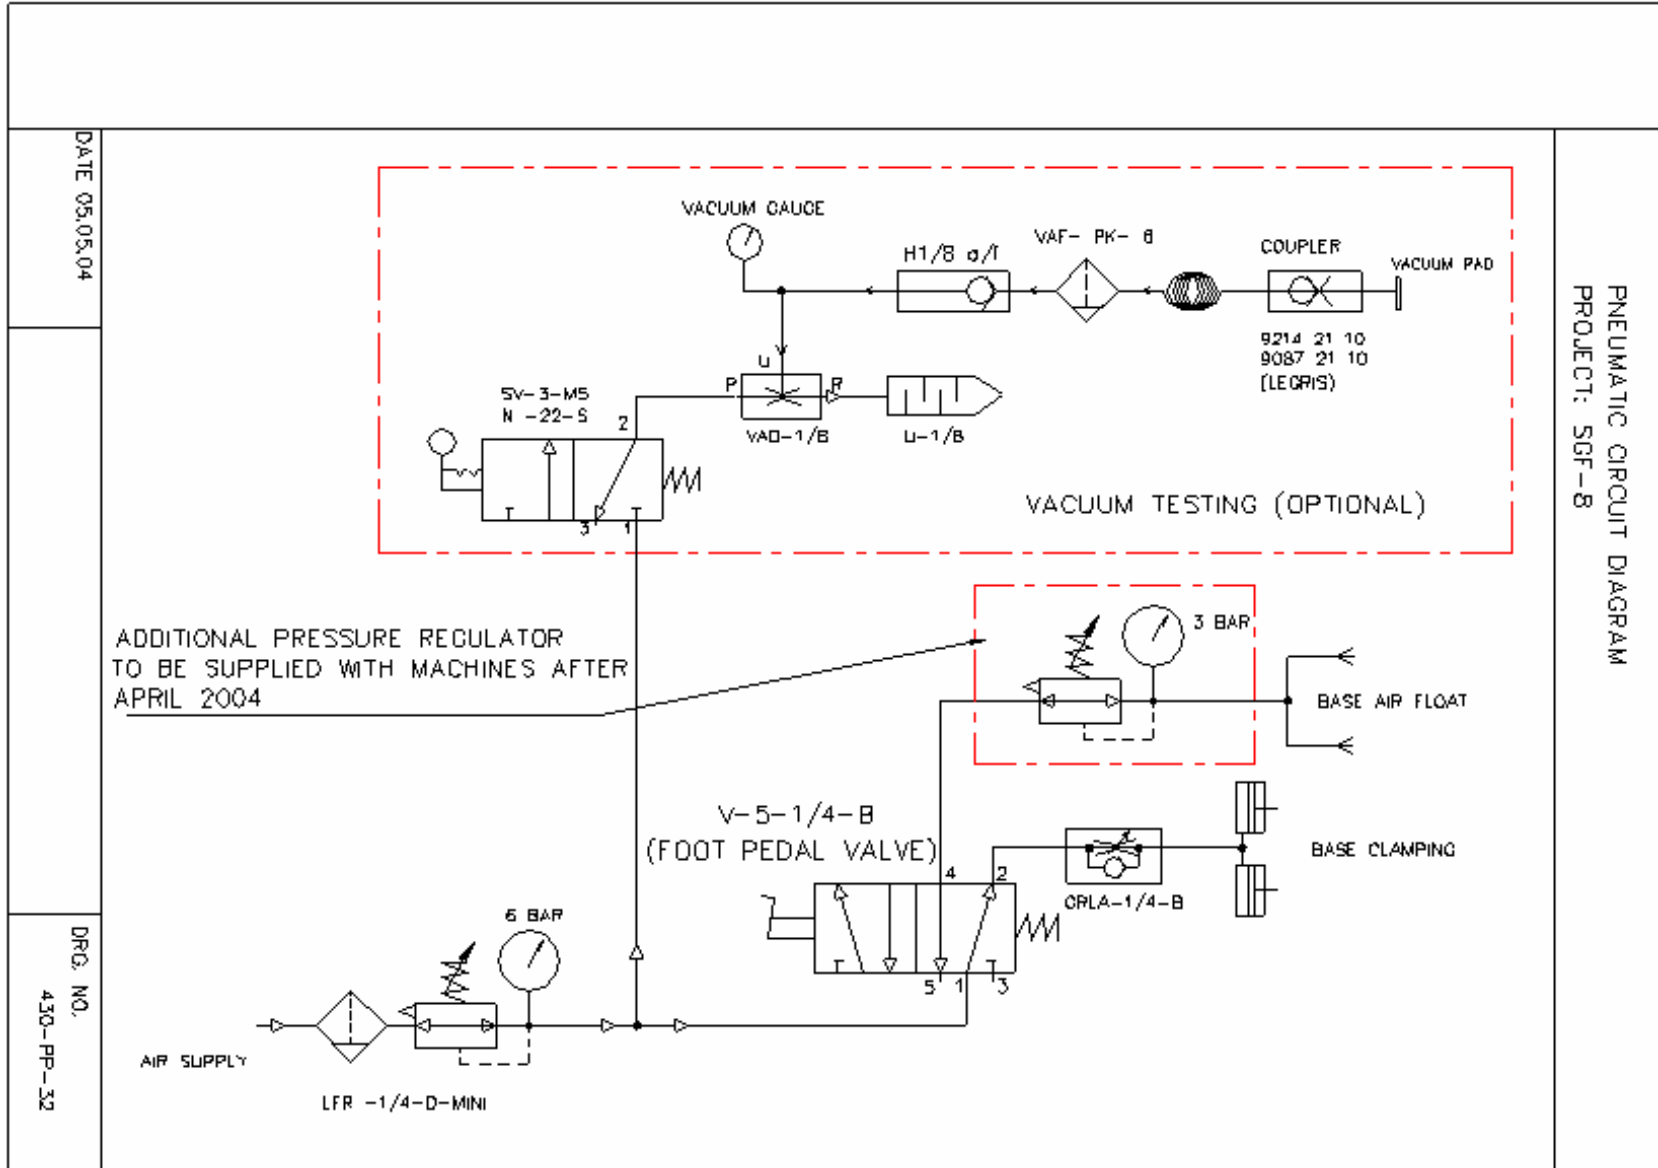 DATE 05.05.04
DRG. NO.
430-PP-32
PNEUMATIC CIRCUIT DIAGRAM
PROJECT: SGF-8
VACUUM GAUGE
H1/8 a/i
VAF- PK- 6
COUPLER
VACUUM PAD
9214 21 10
9087 21 10
(LEGRIS)
U
P
R
SV-3-M5
N -22-S
2
VAD-1/8
U-1/8
3
1
VACUUM TESTING (OPTIONAL)
ADDITIONAL PRESSURE REGULATOR
TO BE SUPPLIED WITH MACHINES AFTER
APRIL 2004
3 BAR
BASE AIR FLOAT
V-5-1/4-B
(FOOT PEDAL VALVE)
4
2
GRLA-1/4-B
BASE CLAMPING
5
1
3
6 BAR
AIR SUPPLY
LFR -1/4-D-MINI